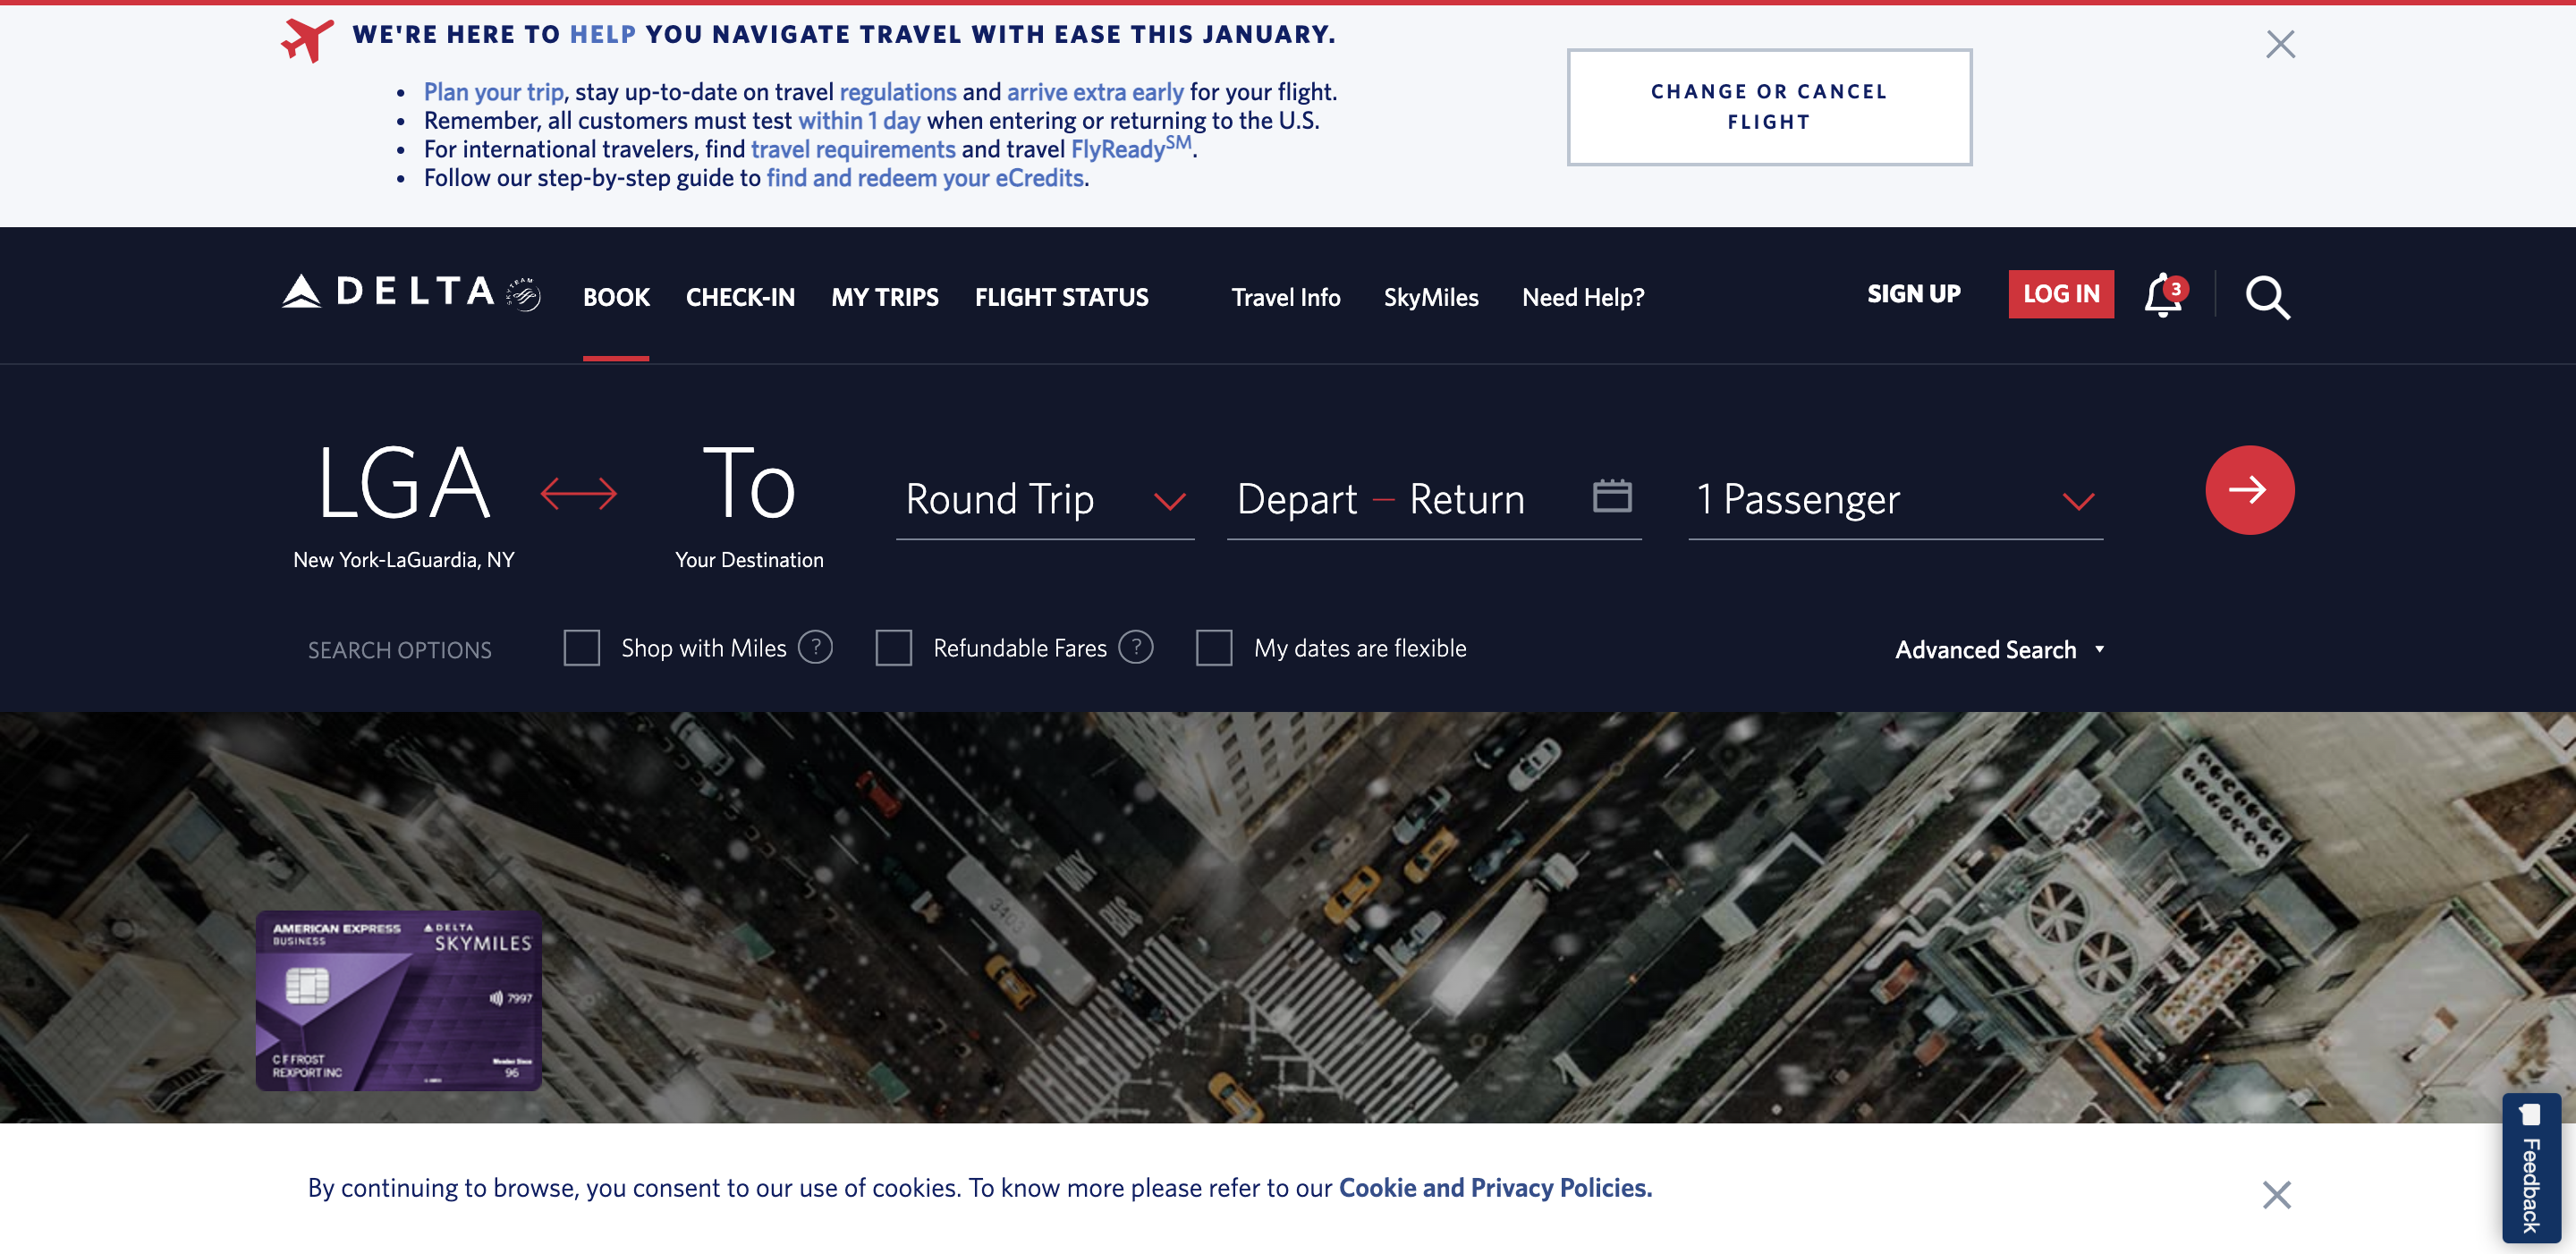 WE'RE HERE TO HELP YOU NAVIGATE TRAVEL WITH EASE THIS JANUARY.
• Plan your trip, stay up-to-date on travel regulations and arrive extra early for your flight.
• Remember, all customers must test within 1 day when entering or returning to the U.S.
• For international travelers, find travel requirements and travel FlyReady℠.
• Follow our step-by-step guide to find and redeem your eCredits.
CHANGE OR CANCEL
FLIGHT
DELTA SKYTEAM BOOK CHECK-IN MY TRIPS FLIGHT STATUS Travel Info SkyMiles Need Help? SIGN UP LOG IN 3
LGA To Round Trip Depart – Return 1 Passenger
New York-LaGuardia, NY Your Destination
SEARCH OPTIONS Shop with Miles ? Refundable Fares ? My dates are flexible Advanced Search
3403
ONLY
BUS
AMERICAN EXPRESS DELTA
BUSINESS SKYMILES
7997
C F FROST Member Since
REXPORT INC 96
By continuing to browse, you consent to our use of cookies. To know more please refer to our Cookie and Privacy Policies.
Feedback